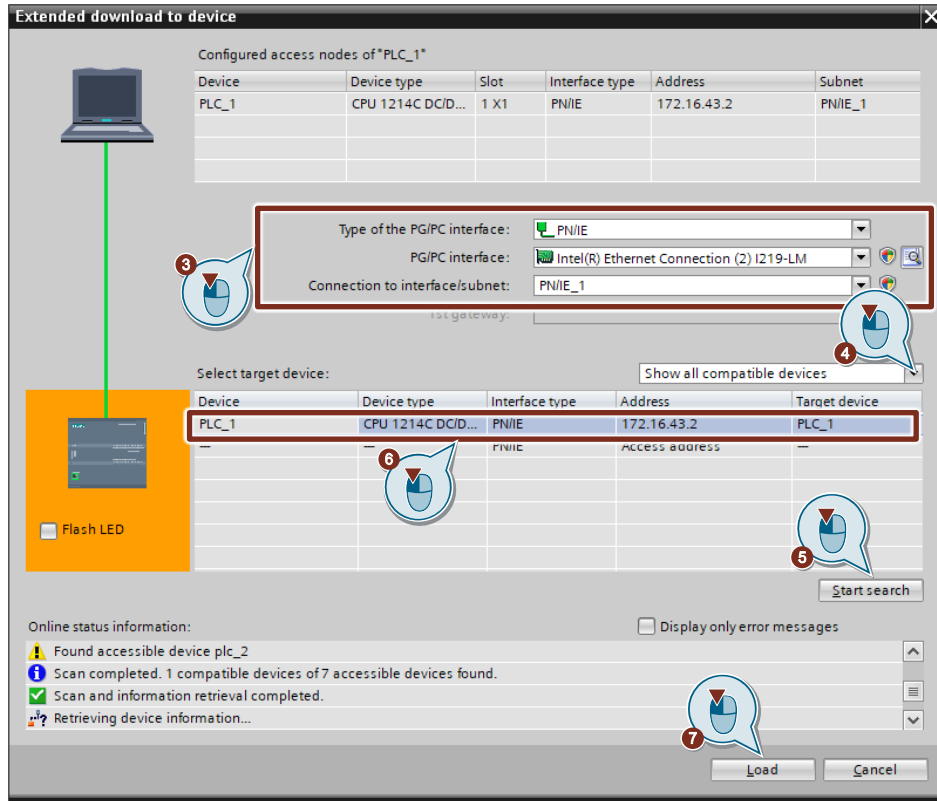 Extended download to device
Configured access nodes of "PLC_1"
Device Device type Slot Interface type Address Subnet
PLC_1 CPU 1214C DC/D... 1 X1 PN/IE 172.16.43.2 PN/IE_1
Type of the PG/PC interface: PN/IE
3
PG/PC interface: Intel(R) Ethernet Connection (2) I219-LM
Connection to interface/subnet: PN/IE_1
1st gateway:
4
Select target device: Show all compatible devices
Device Device type Interface type Address Target device
PLC_1 CPU 1214C DC/D... PN/IE 172.16.43.2 PLC_1
— — PN/IE Access address —
6
Flash LED
5
Start search
Online status information: Display only error messages
Found accessible device plc_2
Scan completed. 1 compatible devices of 7 accessible devices found.
Scan and information retrieval completed.
Retrieving device information...
7
Load Cancel